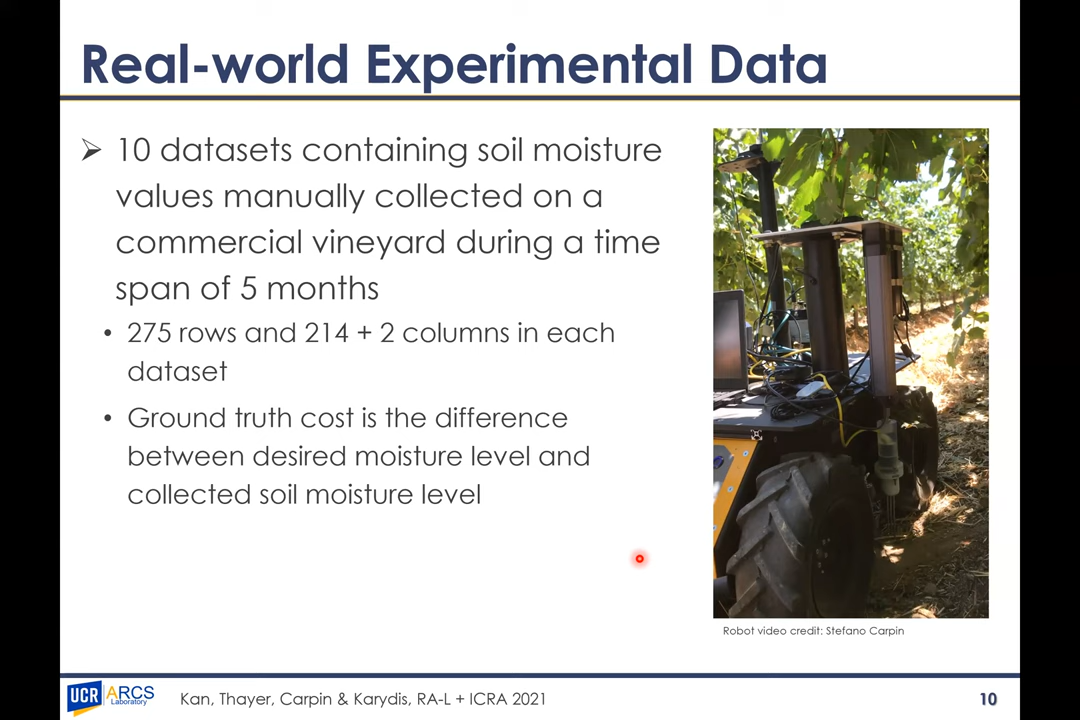 Real-world Experimental Data
➢ 10 datasets containing soil moisture
values manually collected on a
commercial vineyard during a time
span of 5 months
• 275 rows and 214 + 2 columns in each
dataset
• Ground truth cost is the difference
between desired moisture level and
collected soil moisture level
Robot video credit: Stefano Carpin
UCR ARCS
Laboratory
Kan, Thayer, Carpin & Karydis, RA-L + ICRA 2021
10